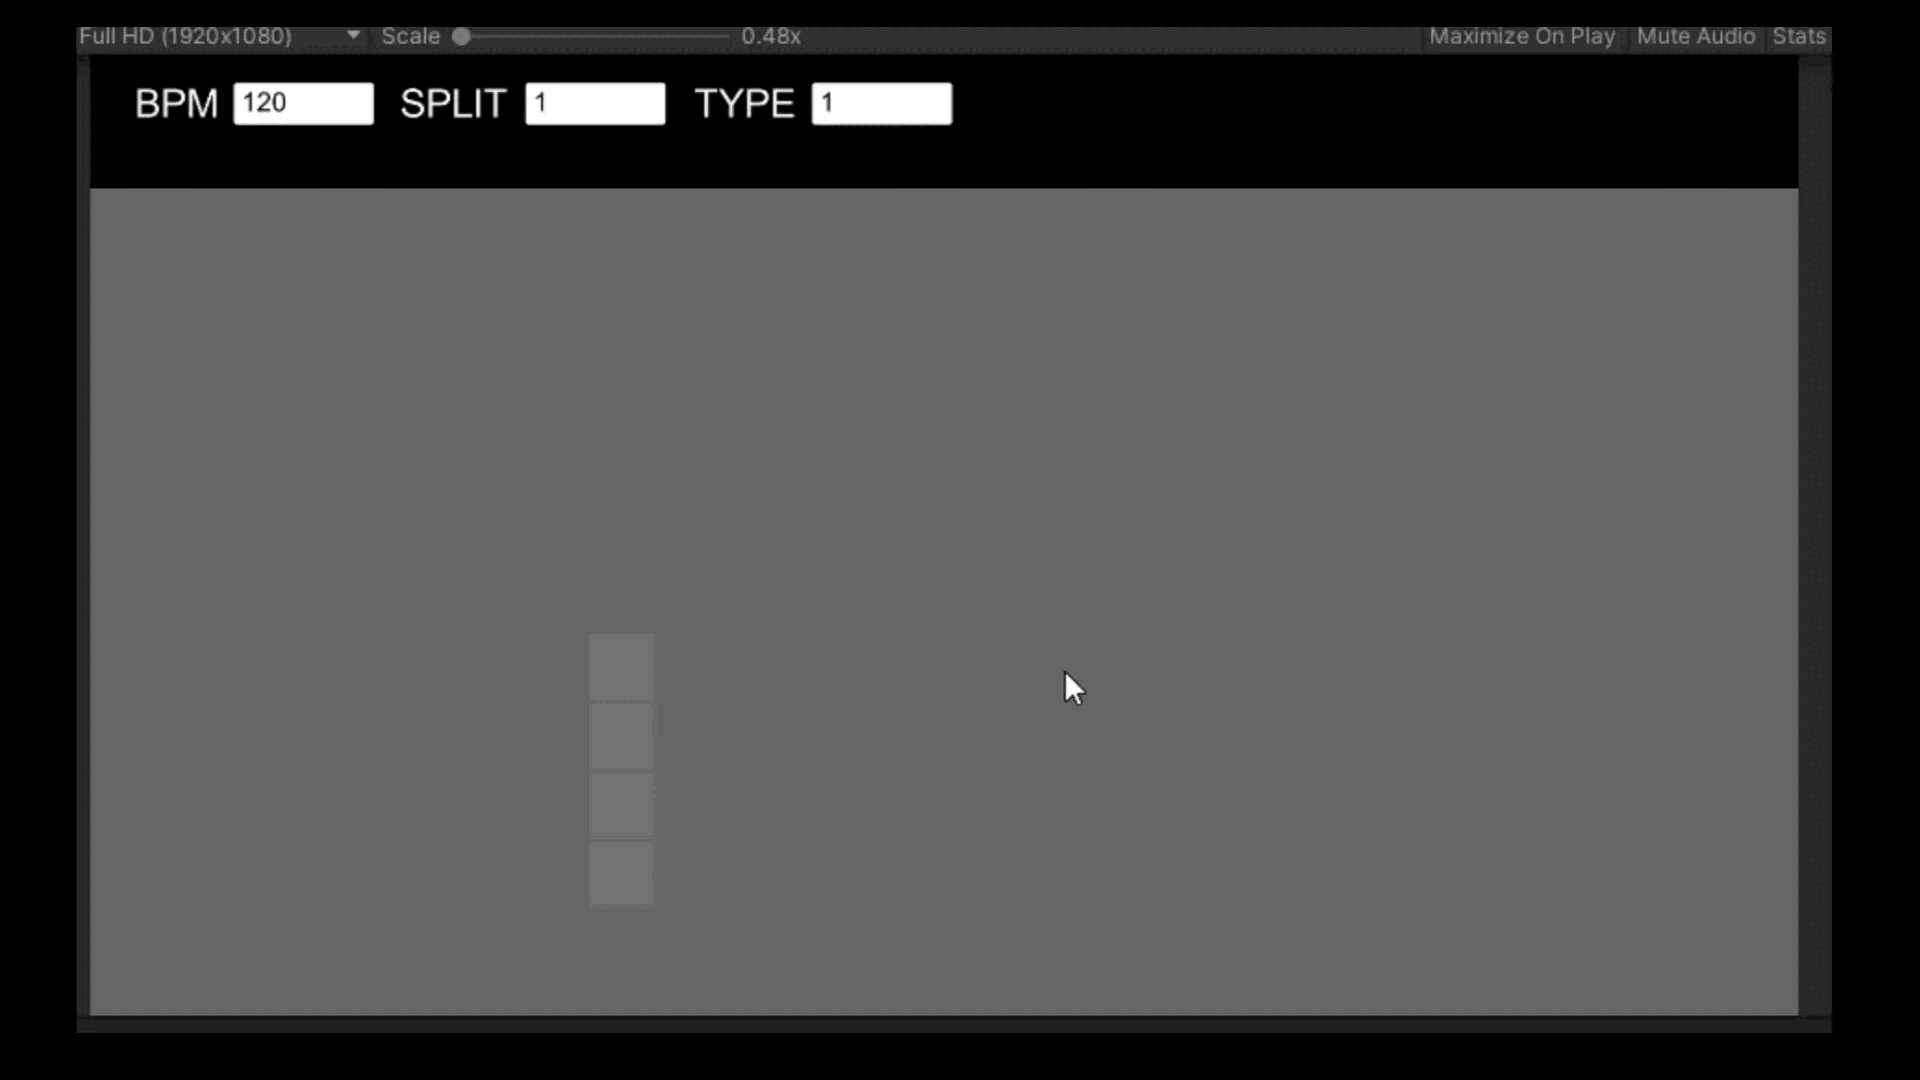 Full HD (1920x1080) Scale 0.48x Maximize On Play Mute Audio Stats
BPM 120 SPLIT 1 TYPE 1